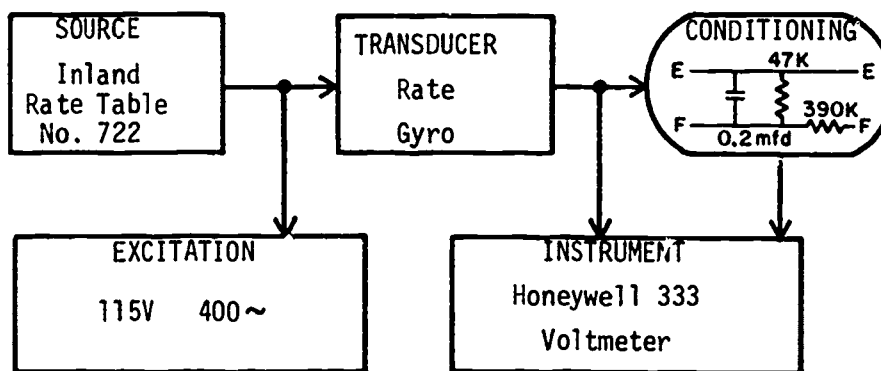 SOURCE
Inland
Rate Table
No. 722
TRANSDUCER
Rate
Gyro
CONDITIONING
47K
E
E
390K
F
F
0.2mfd
EXCITATION
115V 400~
INSTRUMENT
Honeywell 333
Voltmeter